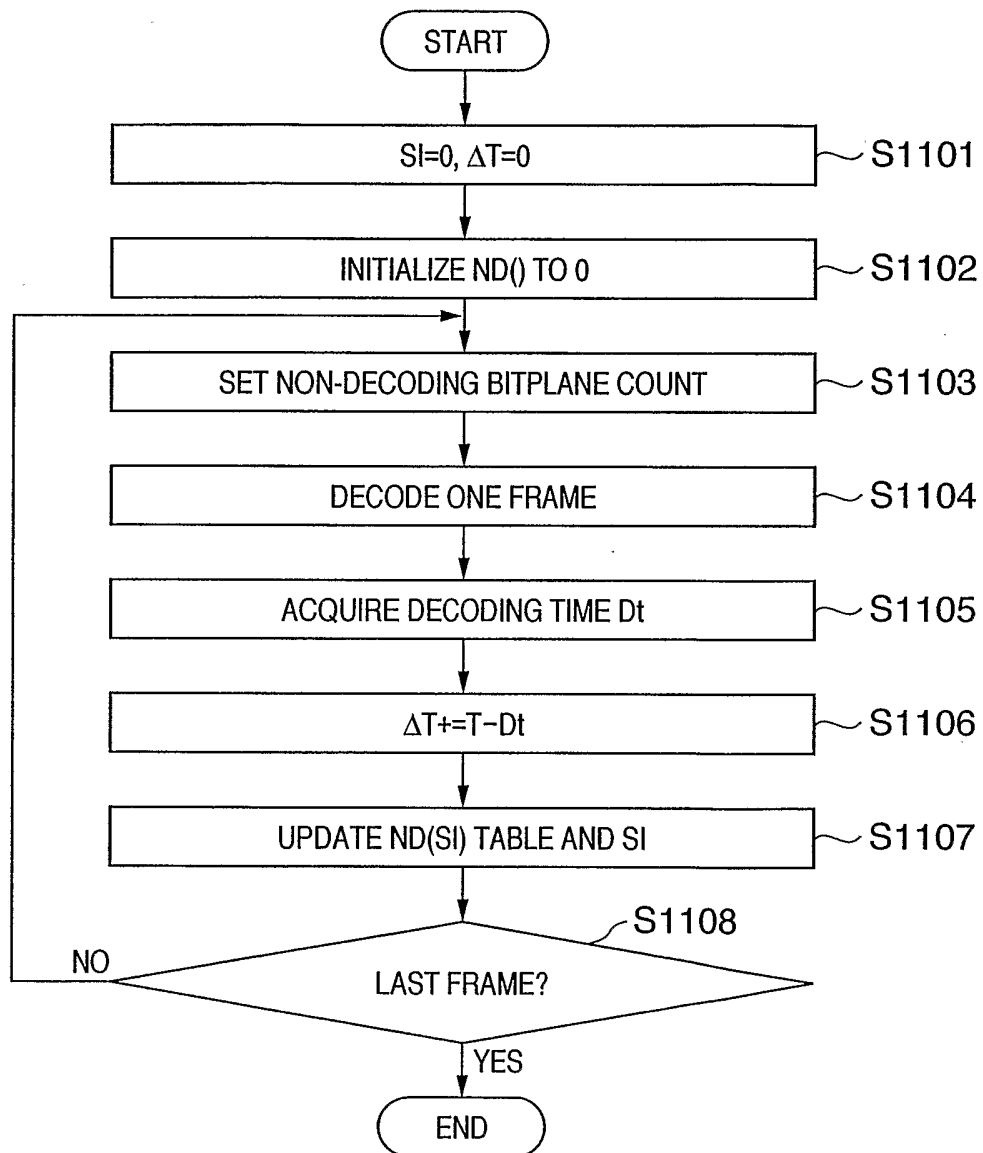 START
SI=0, ΔT=0
S1101
INITIALIZE ND() TO 0
S1102
SET NON-DECODING BITPLANE COUNT
S1103
DECODE ONE FRAME
S1104
ACQUIRE DECODING TIME Dt
S1105
ΔT+=T-Dt
S1106
UPDATE ND(SI) TABLE AND SI
S1107
S1108
NO
LAST FRAME?
YES
END